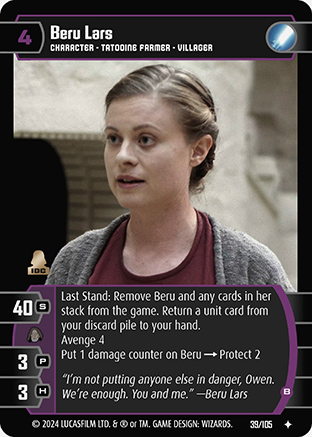 4
Beru Lars
CHARACTER - TATOOINE FARMER - VILLAGER
IDC
40 S
3 P
3 H
Last Stand: Remove Beru and any cards in her
stack from the game. Return a unit card from
your discard pile to your hand.
Avenge 4
Put 1 damage counter on Beru → Protect 2
“I’m not putting anyone else in danger, Owen.
We’re enough. You and me.” —Beru Lars
B
© 2024 LUCASFILM LTD. & ® or TM. GAME DESIGN: WIZARDS. 39/105